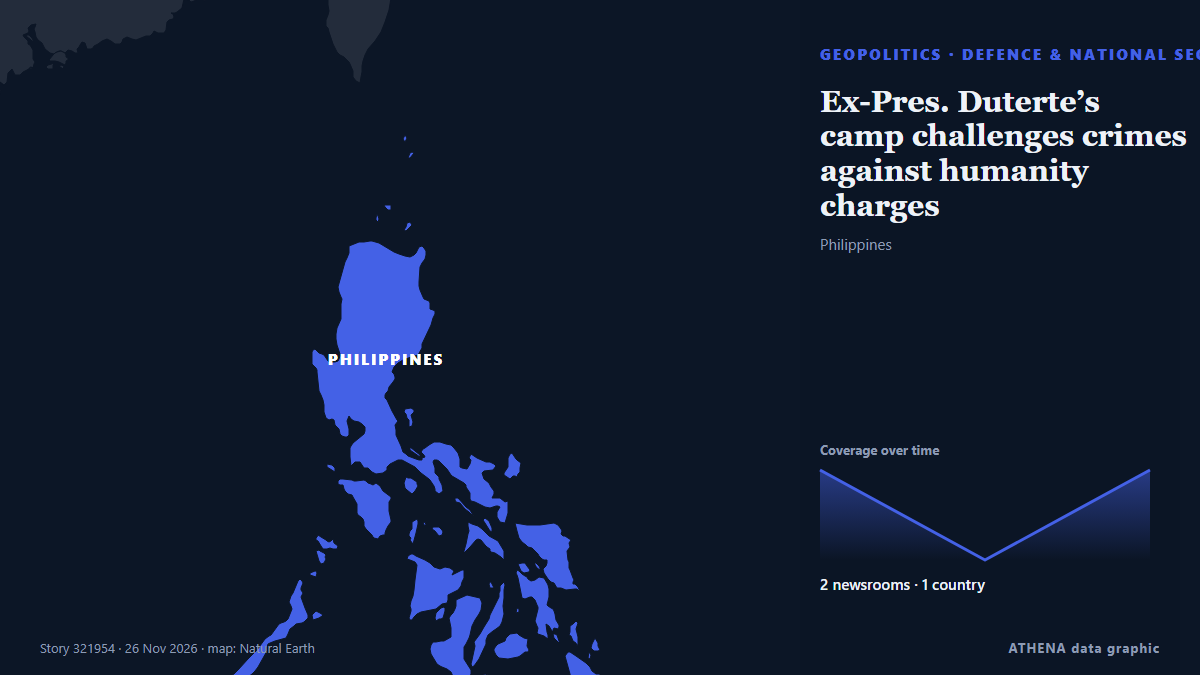 GEOPOLITICS · DEFENCE & NATIONAL
Ex-Pres. Duterte’s
camp challenges crimes
against humanity
charges
Philippines
PHILIPPINES
Coverage over time
2 newsrooms · 1 country
Story 321954 · 26 Nov 2026 · map: Natural Earth
ATHENA data graphic